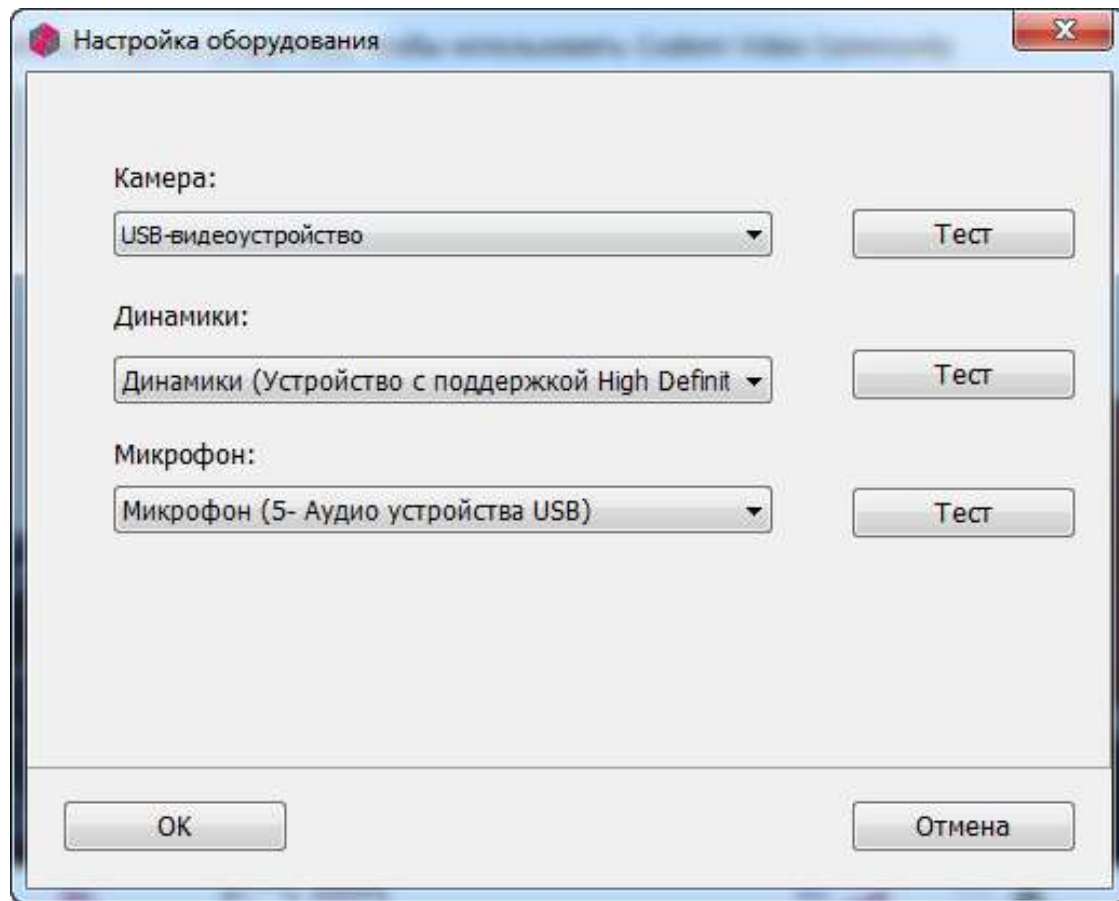 Настройка оборудования
Камера:
USB-видеоустройство
Тест
Динамики:
Динамики (Устройство с поддержкой High Definit
Тест
Микрофон:
Микрофон (5- Аудио устройства USB)
Тест
OK
Отмена